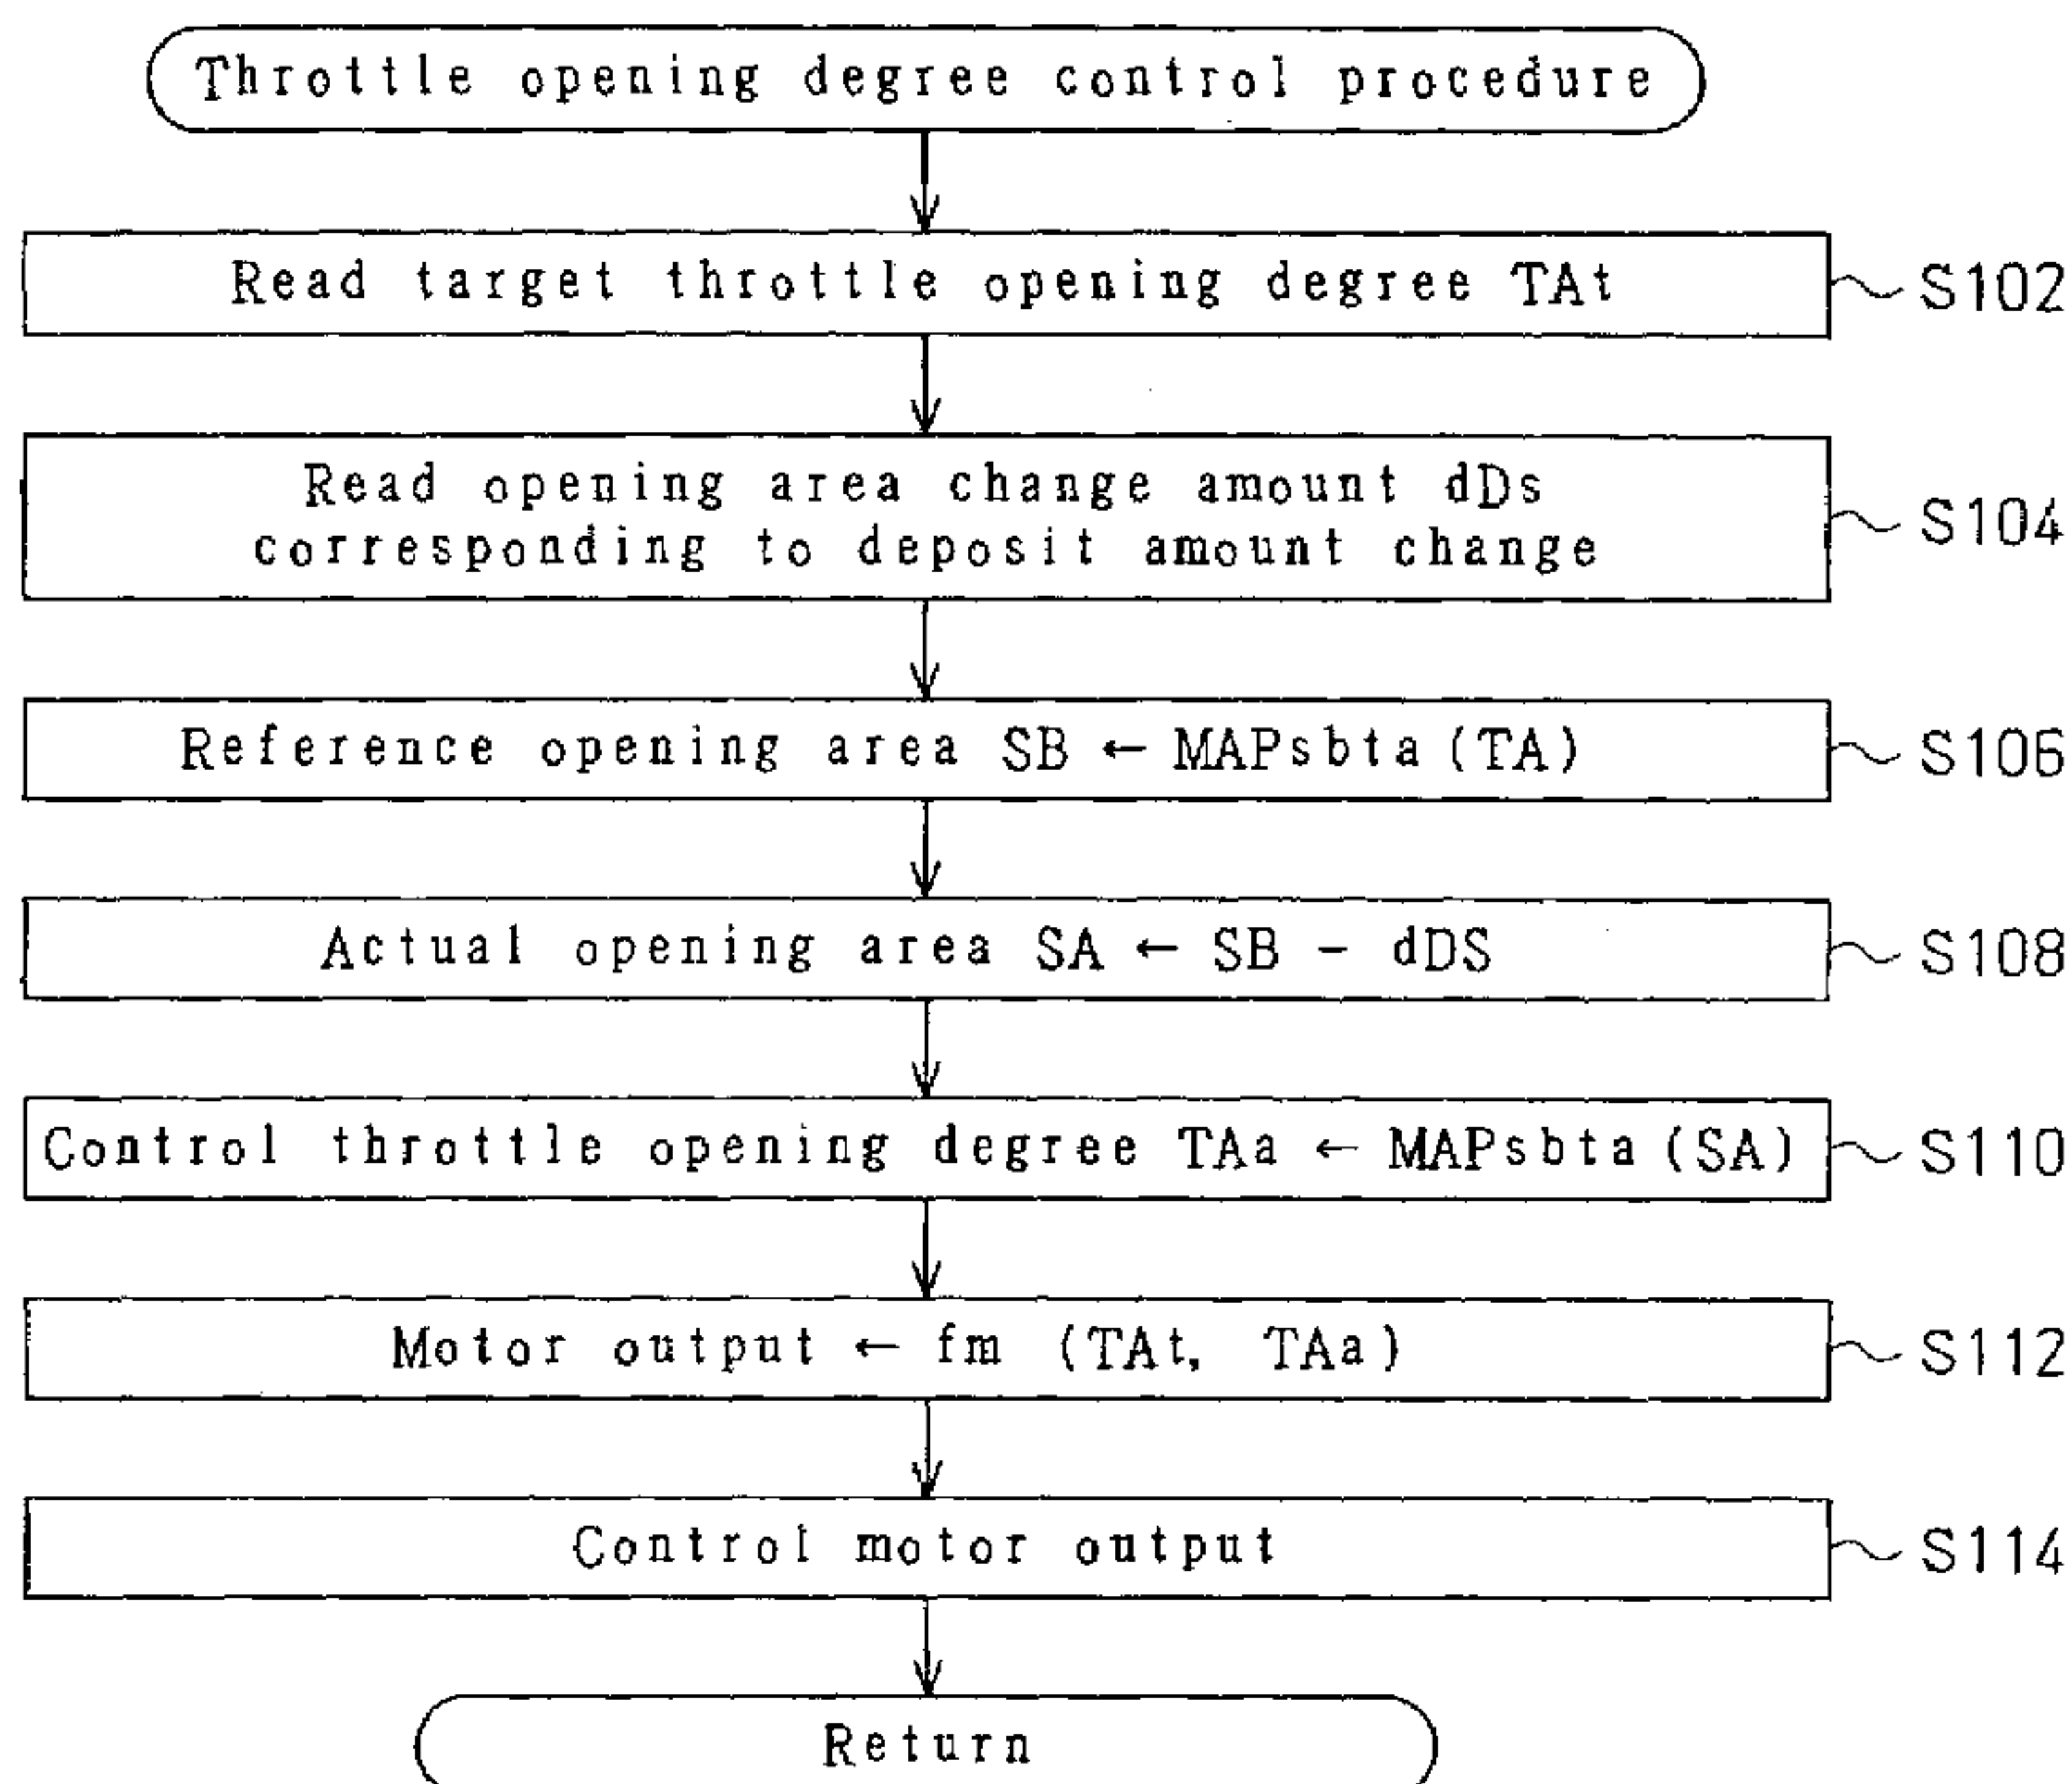 Throttle opening degree control procedure
Read target throttle opening degree TAt
S102
Read opening area change amount dDs
corresponding to deposit amount change
S104
Reference opening area SB ← MAPsbta (TA)
S106
Actual opening area SA ← SB - dDS
S108
Control throttle opening degree TAa ← MAPsbta (SA)
S110
Motor output ← fm (TAt, TAa)
S112
Control motor output
S114
Return